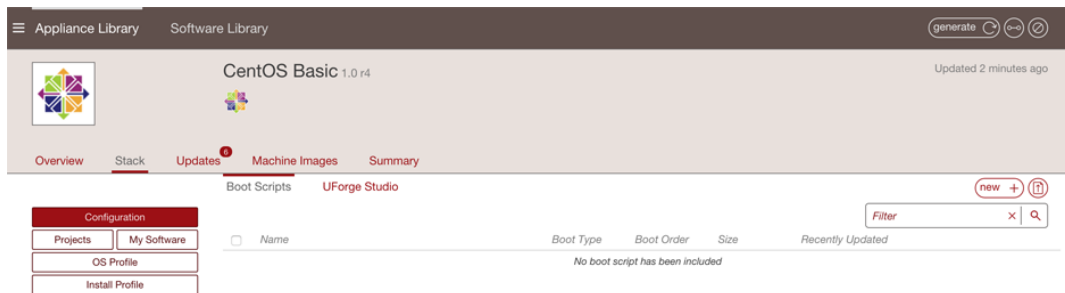 Appliance Library Software Library generate
CentOS Basic 1.0 r4 Updated 2 minutes ago
Overview Stack Updates 6 Machine Images Summary
Boot Scripts UForge Studio new +
Configuration Filter
Projects My Software Name Boot Type Boot Order Size Recently Updated
OS Profile No boot script has been included
Install Profile